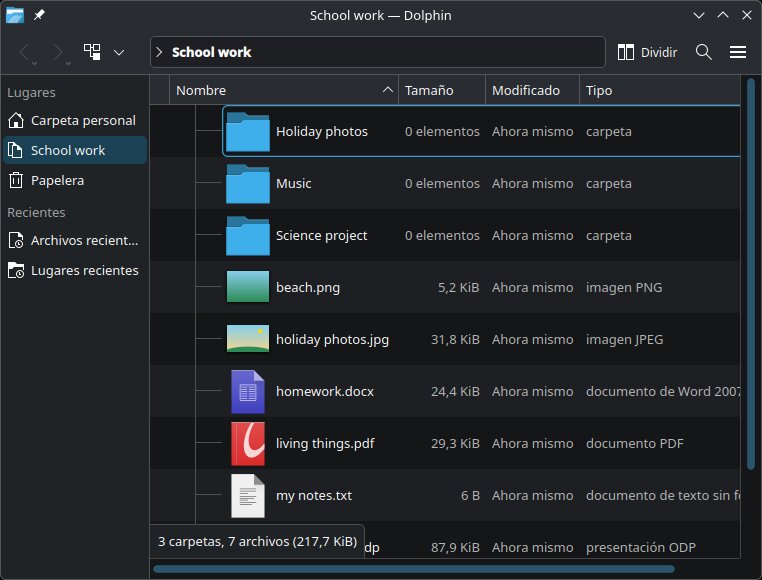 School work — Dolphin
School work
Dividir
Lugares
Carpeta personal
School work
Papelera
Recientes
Archivos recient...
Lugares recientes
Nombre Tamaño Modificado Tipo
Holiday photos 0 elementos Ahora mismo carpeta
Music 0 elementos Ahora mismo carpeta
Science project 0 elementos Ahora mismo carpeta
beach.png 5,2 KiB Ahora mismo imagen PNG
holiday photos.jpg 31,8 KiB Ahora mismo imagen JPEG
homework.docx 24,4 KiB Ahora mismo documento de Word 2007
living things.pdf 29,3 KiB Ahora mismo documento PDF
my notes.txt 6 B Ahora mismo documento de texto sin
dp 87,9 KiB Ahora mismo presentación ODP
3 carpetas, 7 archivos (217,7 KiB)